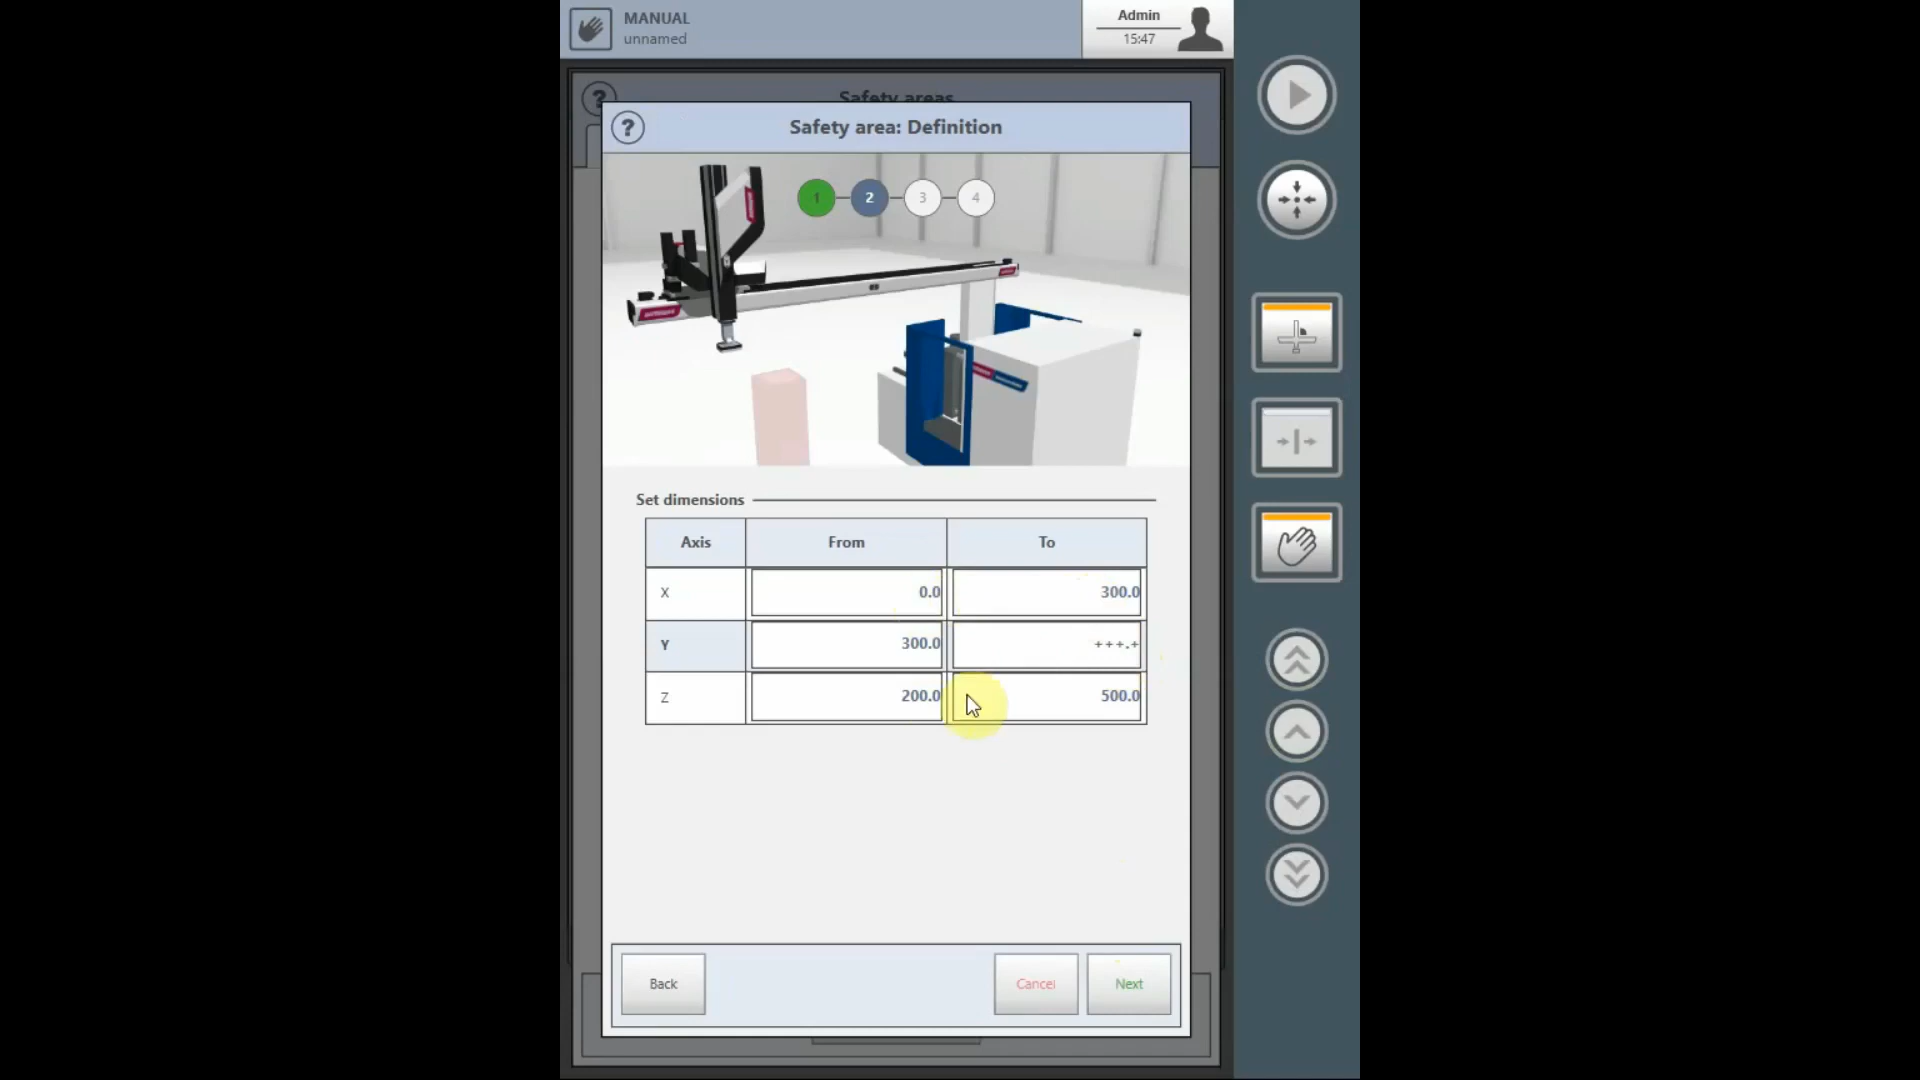 MANUAL
unnamed
Admin
15:47
?
Safety areas
?
Safety area: Definition
1
2
3
4
Set dimensions
Axis From To
X 0.0 300.0
Y 300.0 +++.+
Z 200.0 500.0
Back
Cancel
Next